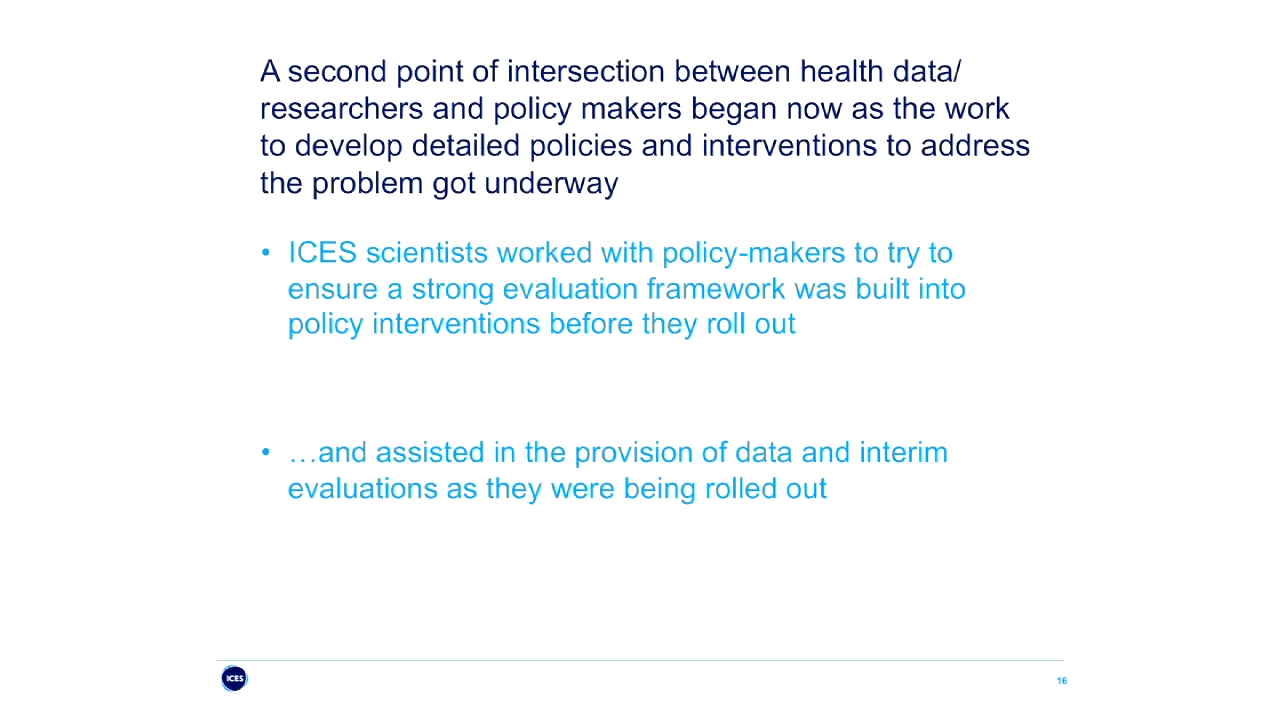 A second point of intersection between health data/
researchers and policy makers began now as the work
to develop detailed policies and interventions to address
the problem got underway
• ICES scientists worked with policy-makers to try to
ensure a strong evaluation framework was built into
policy interventions before they roll out
• …and assisted in the provision of data and interim
evaluations as they were being rolled out
ICES
16